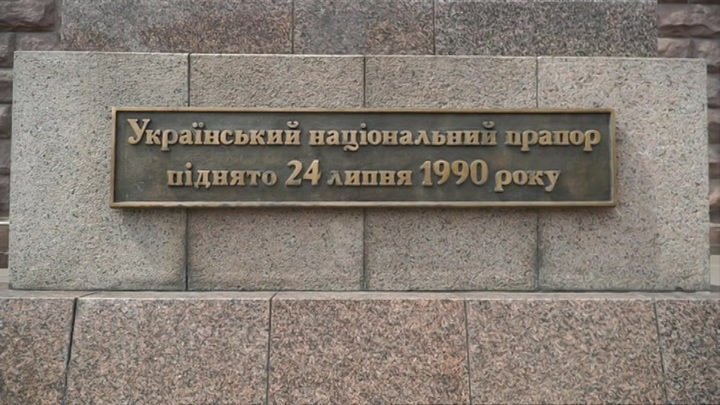 Український національний прапор
піднято 24 липня 1990 року